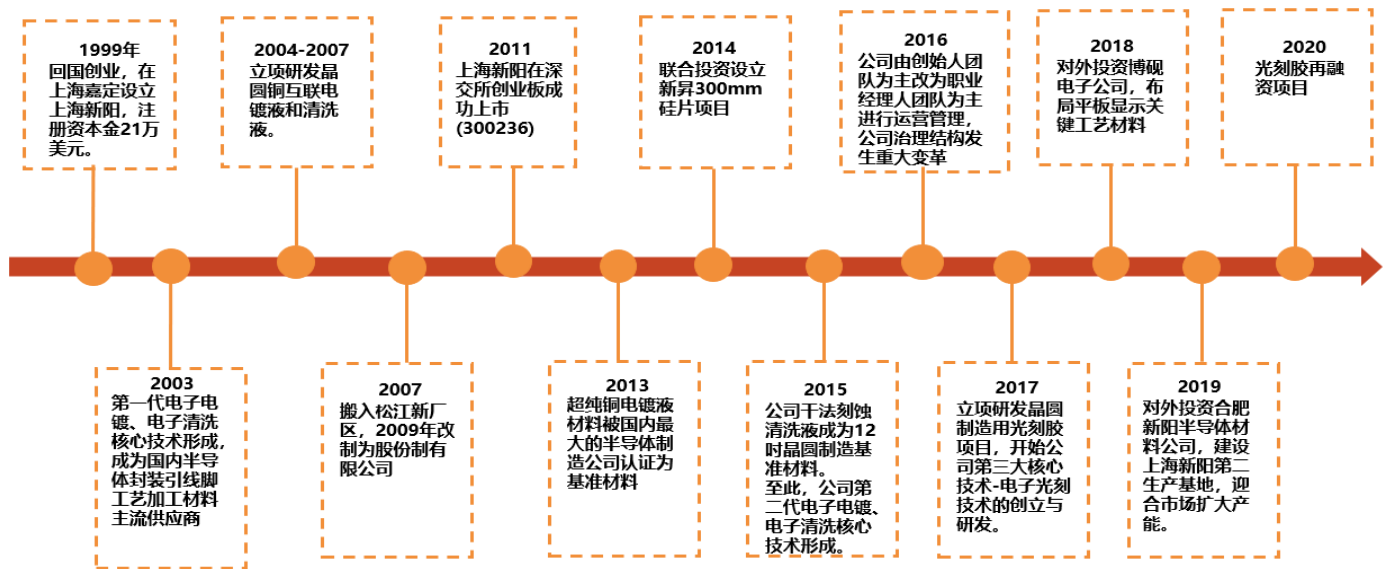 1999年
回国创业，在
上海嘉定设立
上海新阳，注
册资本金21万
美元。
2003
第一代电子电
镀、电子清洗
核心技术形成，
成为国内半导
体封装引线脚
工艺加工材料
主流供应商
2004-2007
立项研发晶
圆铜互联电
镀液和清洗
液。
2007
搬入松江新厂
区，2009年改
制为股份制有
限公司
2011
上海新阳在深
交所创业板成
功上市
(300236)
2013
超纯铜电镀液
材料被国内最
大的半导体制
造公司认证为
基准材料
2014
联合投资设立
新昇300mm
硅片项目
2015
公司干法刻蚀
清洗液成为12
吋晶圆制造基
准材料。
至此，公司第
二代电子电镀、
电子清洗核心
技术形成。
2016
公司由创始人团
队为主改为职业
经理人团队为主
进行运营管理，
公司治理结构发
生重大变革
2017
立项研发晶圆
制造用光刻胶
项目，开始公
司第三大核心
技术-电子光刻
技术的创立与
研发。
2018
对外投资博砚
电子公司，布
局平板显示关
键工艺材料
2019
对外投资合肥
新阳半导体材
料公司，建设
上海新阳第二
生产基地，迎
合市场扩大产
能。
2020
光刻胶再融
资项目